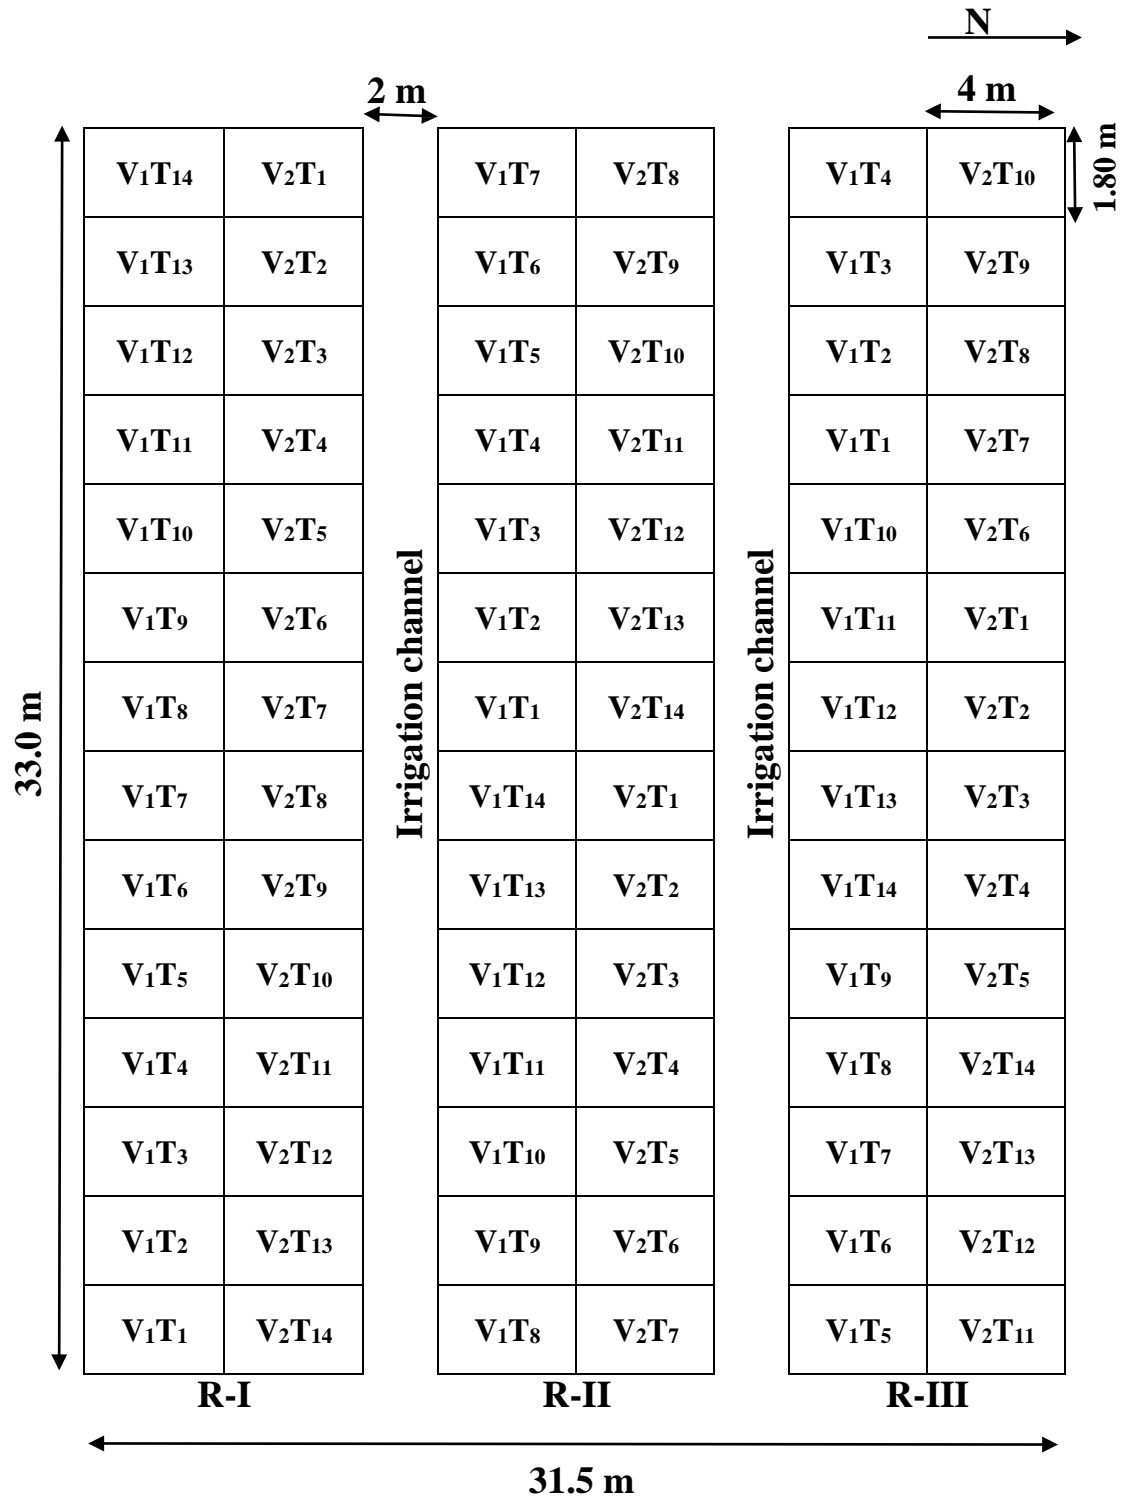 N
2 m
4 m
1.80 m
V₁T₁₄ V₂T₁ V₁T₇ V₂T₈ V₁T₄ V₂T₁₀
V₁T₁₃ V₂T₂ V₁T₆ V₂T₉ V₁T₃ V₂T₉
V₁T₁₂ V₂T₃ V₁T₅ V₂T₁₀ V₁T₂ V₂T₈
V₁T₁₁ V₂T₄ V₁T₄ V₂T₁₁ V₁T₁ V₂T₇
V₁T₁₀ V₂T₅ V₁T₃ V₂T₁₂ V₁T₁₀ V₂T₆
V₁T₉ V₂T₆ V₁T₂ V₂T₁₃ V₁T₁₁ V₂T₁
V₁T₈ V₂T₇ V₁T₁ V₂T₁₄ V₁T₁₂ V₂T₂
V₁T₇ V₂T₈ V₁T₁₄ V₂T₁ V₁T₁₃ V₂T₃
V₁T₆ V₂T₉ V₁T₁₃ V₂T₂ V₁T₁₄ V₂T₄
V₁T₅ V₂T₁₀ V₁T₁₂ V₂T₃ V₁T₉ V₂T₅
V₁T₄ V₂T₁₁ V₁T₁₁ V₂T₄ V₁T₈ V₂T₁₄
V₁T₃ V₂T₁₂ V₁T₁₀ V₂T₅ V₁T₇ V₂T₁₃
V₁T₂ V₂T₁₃ V₁T₉ V₂T₆ V₁T₆ V₂T₁₂
V₁T₁ V₂T₁₄ V₁T₈ V₂T₇ V₁T₅ V₂T₁₁
33.0 m
Irrigation channel
Irrigation channel
R-I R-II R-III
31.5 m